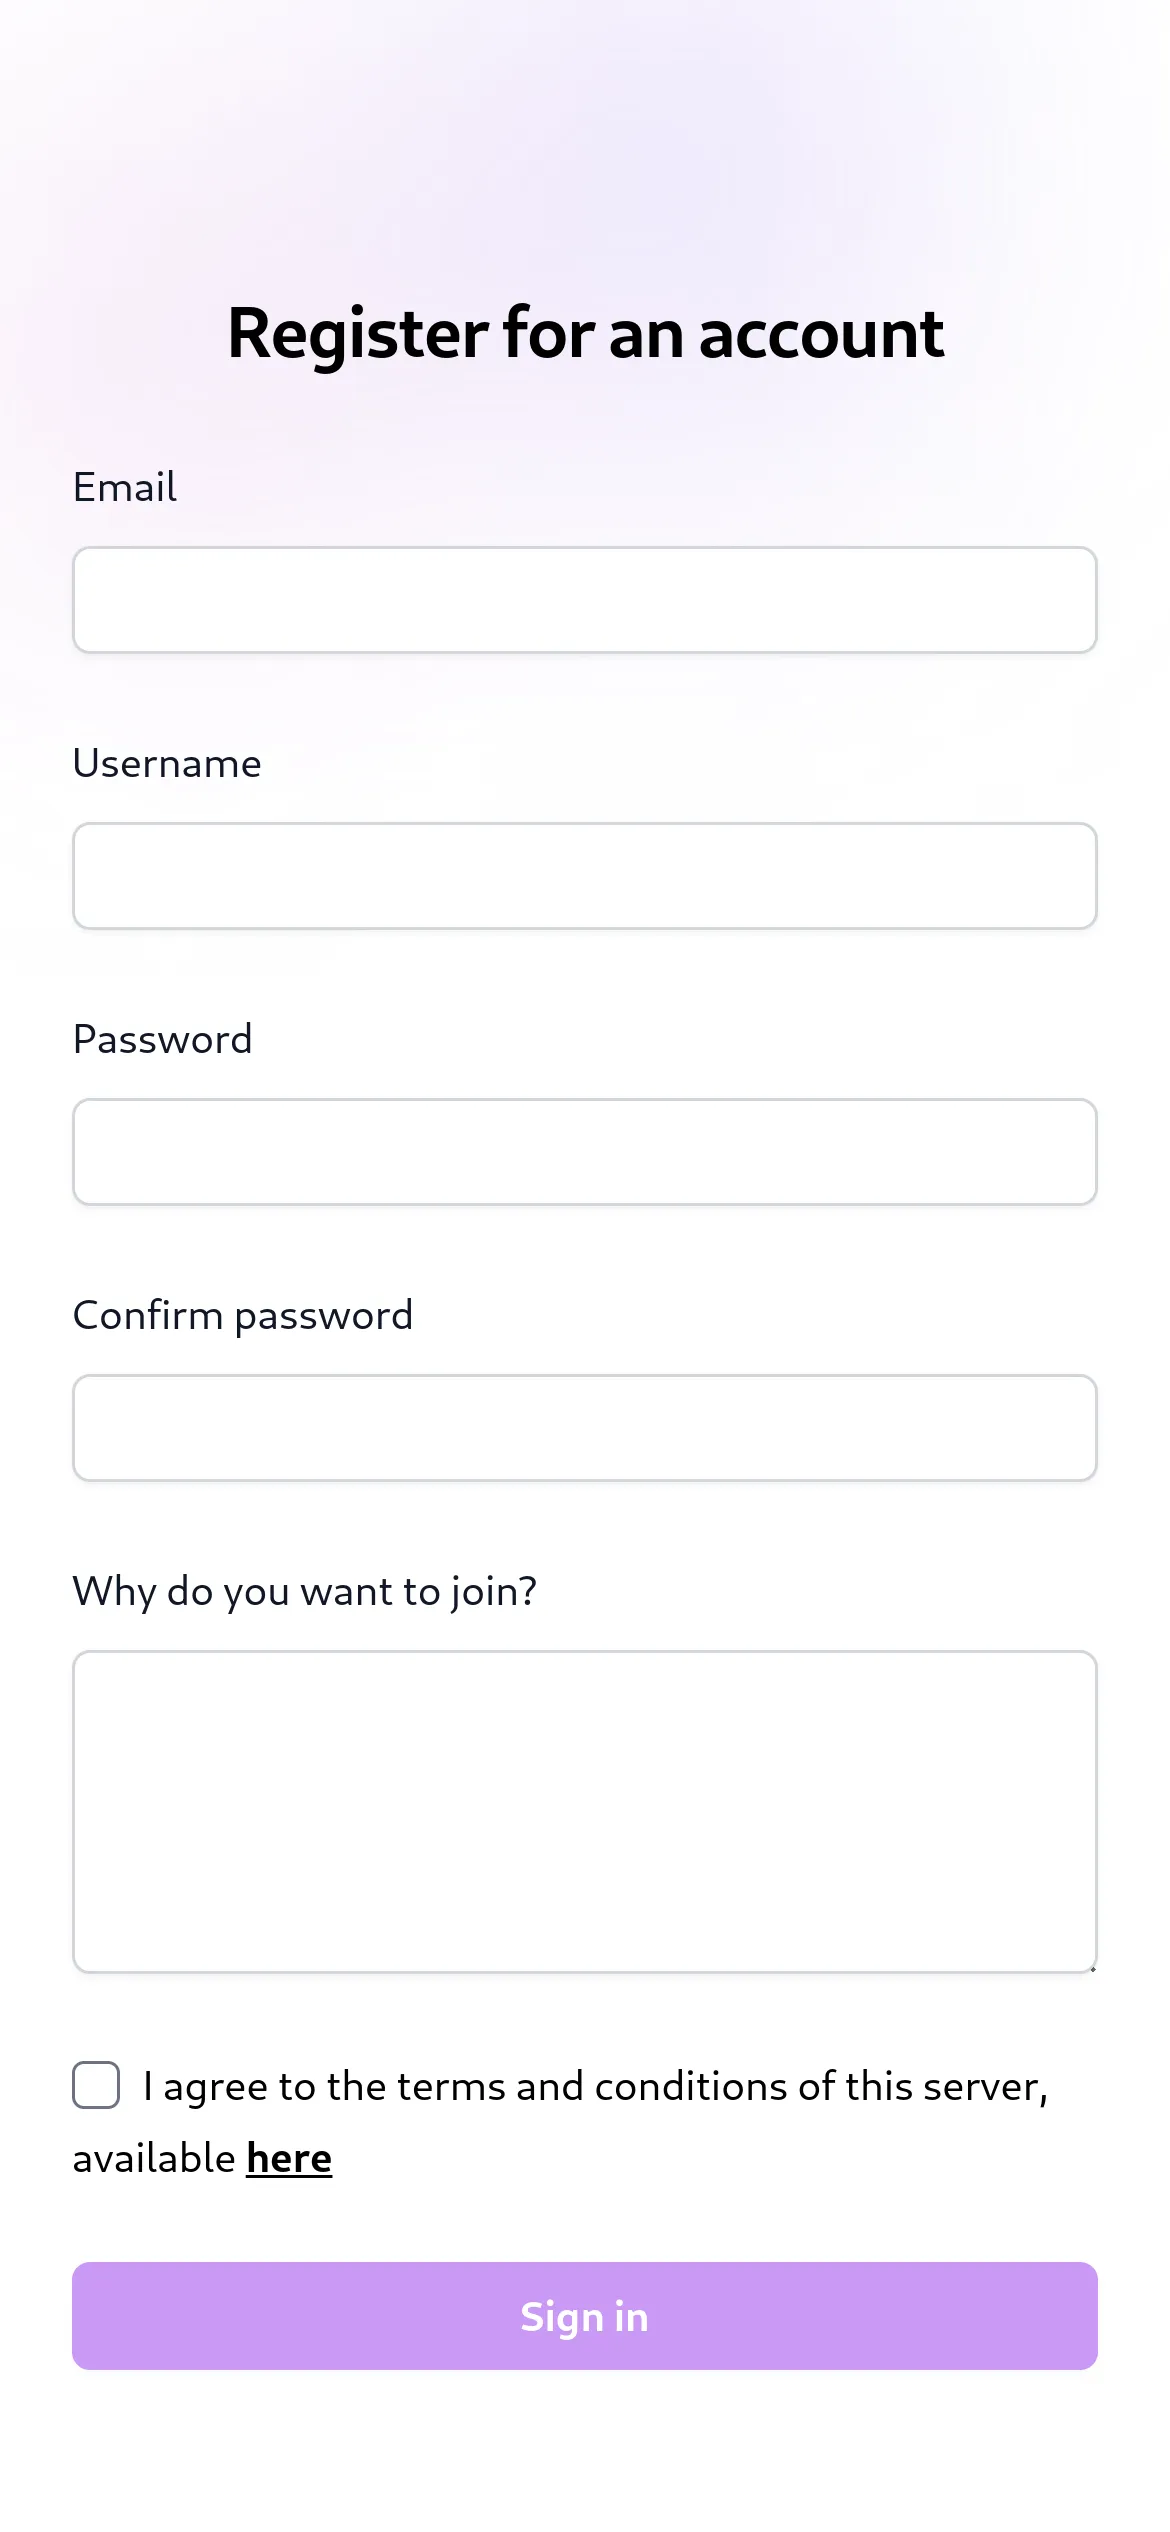 Register for an account
Email
Username
Password
Confirm password
Why do you want to join?
I agree to the terms and conditions of this server,
available here
Sign in